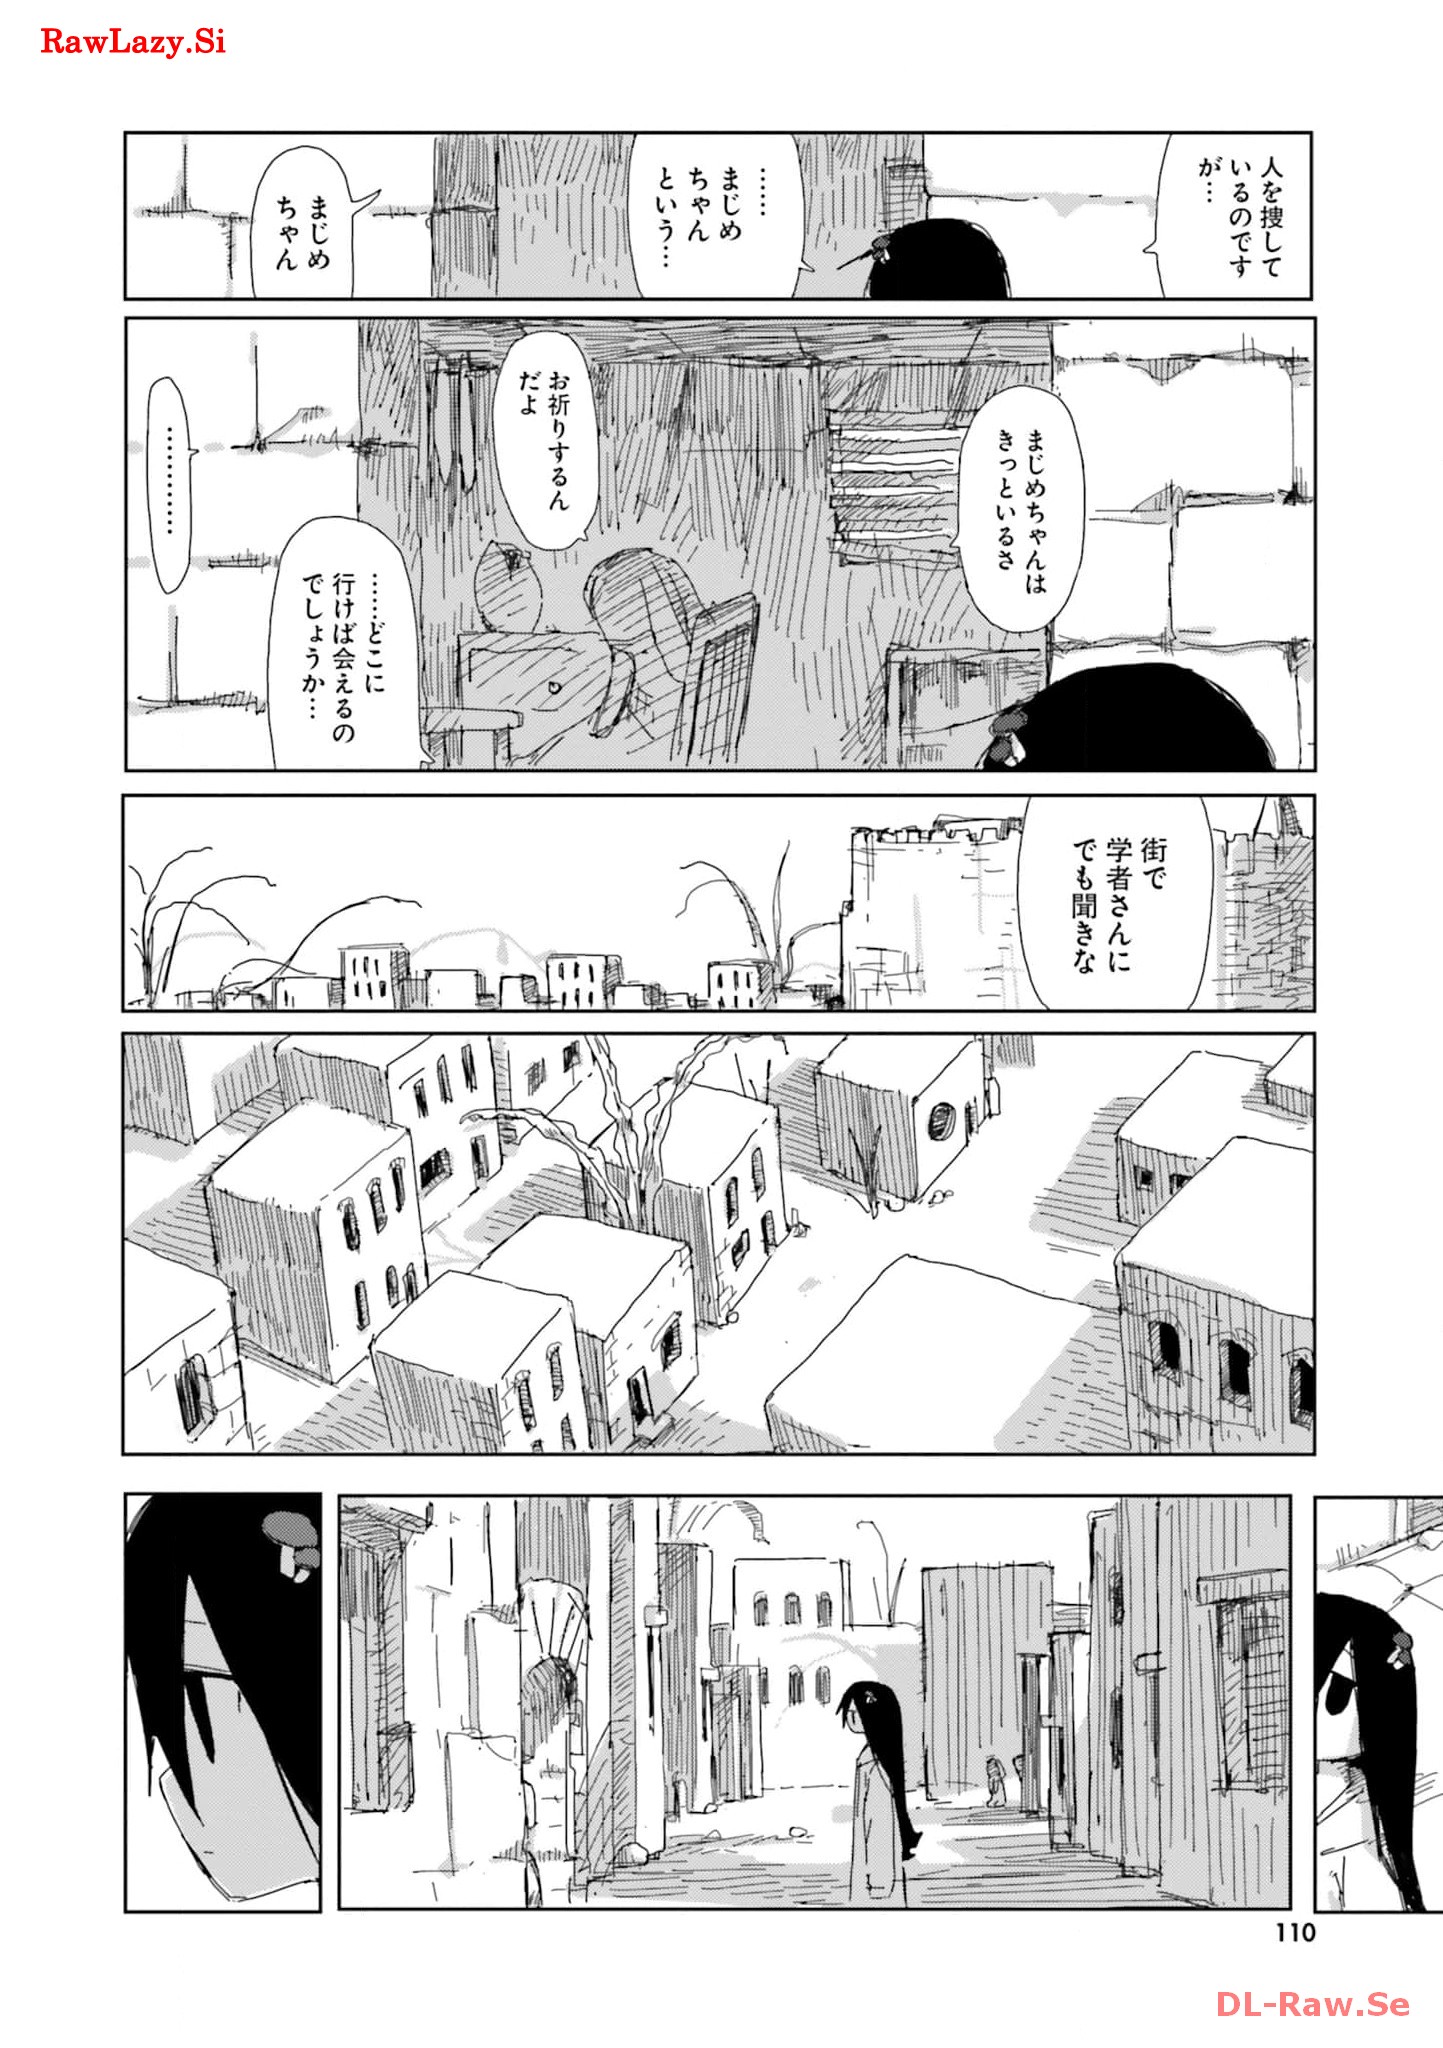 RawLazy.Si
人を捜して
いるのです
が…
……
まじめ
ちゃん
という…
まじめ
ちゃん
まじめちゃんは
きっといるさ
お祈りするん
だよ
……どこに
行けば会えるの
でしょうか…
…………
街で
学者さんに
でも聞きな
110
DL-Raw.Se